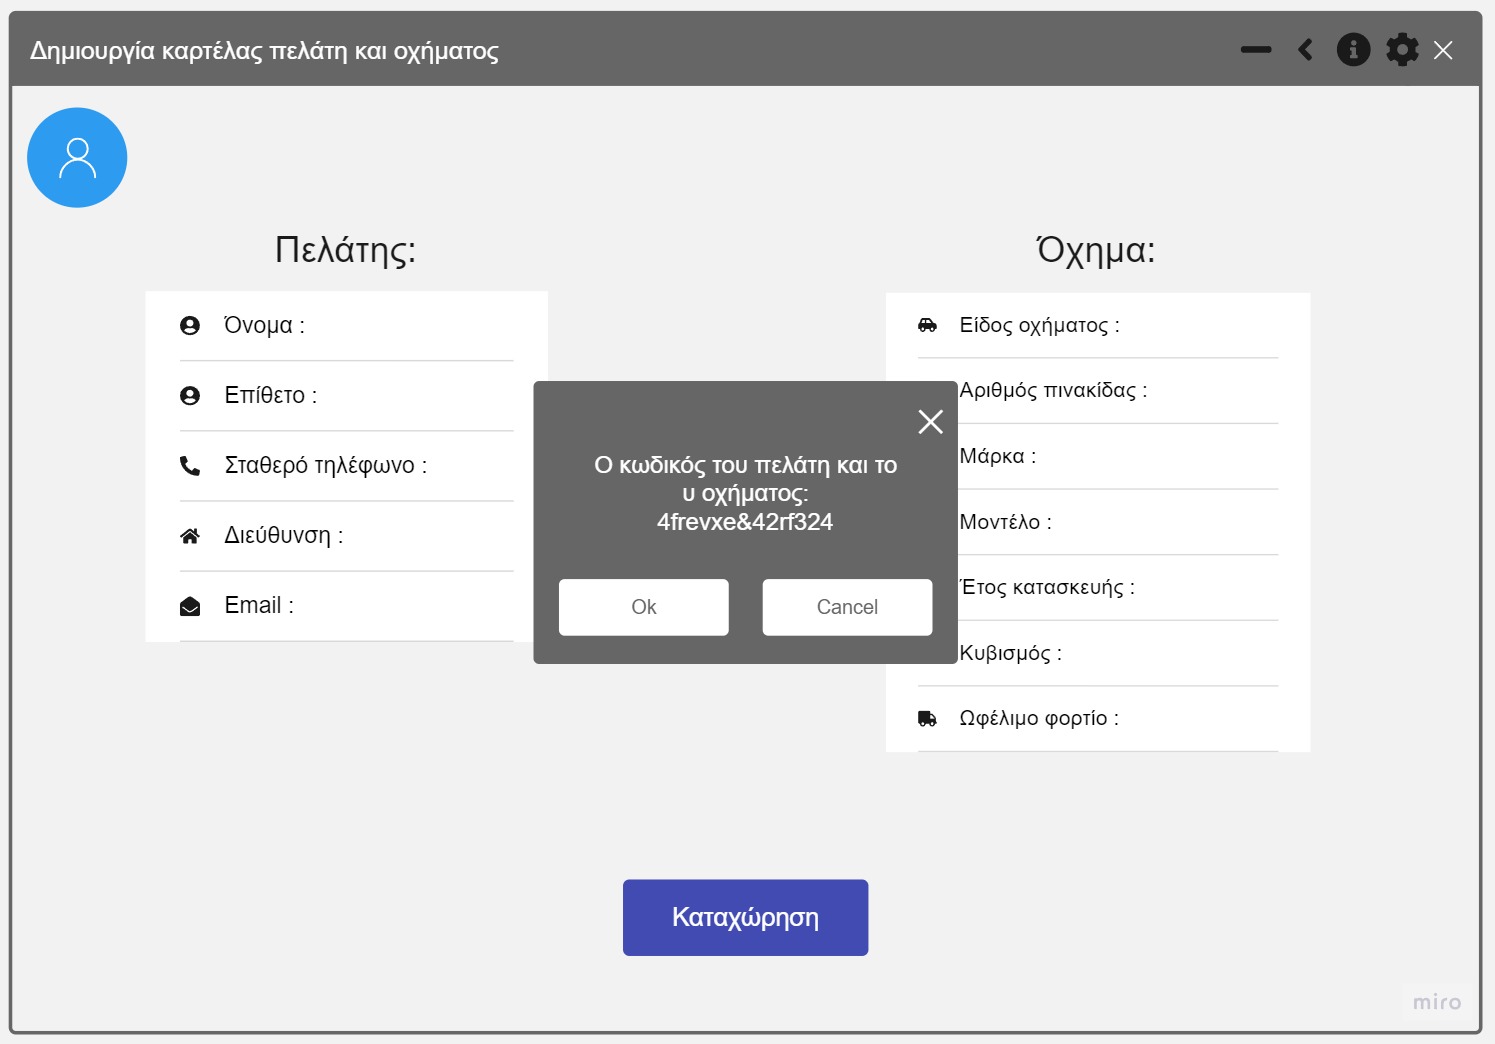 Δημιουργία καρτέλας πελάτη και οχήματος
Πελάτης:
Όνομα :
Επίθετο :
Σταθερό τηλέφωνο :
Διεύθυνση :
Email :
Όχημα:
Είδος οχήματος :
Αριθμός πινακίδας :
Μάρκα :
Μοντέλο :
Έτος κατασκευής :
Κυβισμός :
Ωφέλιμο φορτίο :
Ο κωδικός του πελάτη και το
υ οχήματος:
4frevxe&42rf324
Ok
Cancel
Καταχώρηση
miro